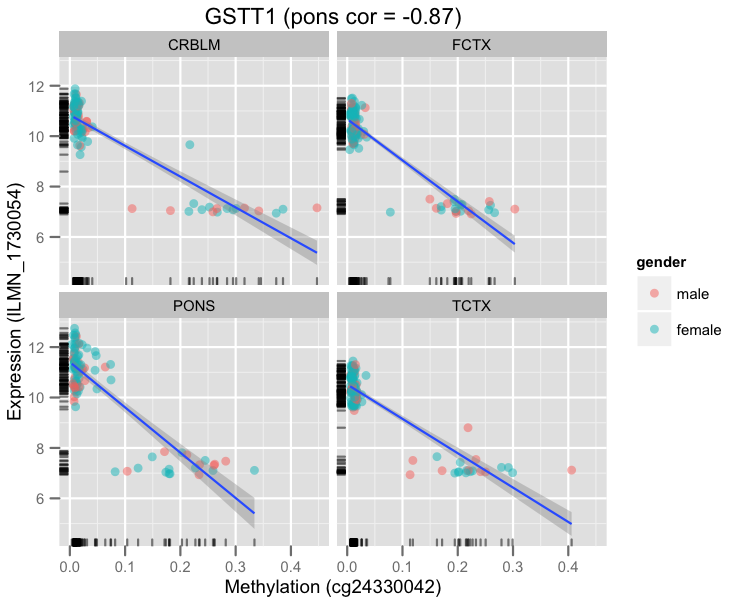 GSTT1 (pons cor = -0.87)
CRBLM
FCTX
12
10
8
6
PONS
TCTX
12
10
8
6
0.0 0.1 0.2 0.3 0.4
0.0 0.1 0.2 0.3 0.4
Methylation (cg24330042)
Expression (ILMN_1730054)
gender
male
female